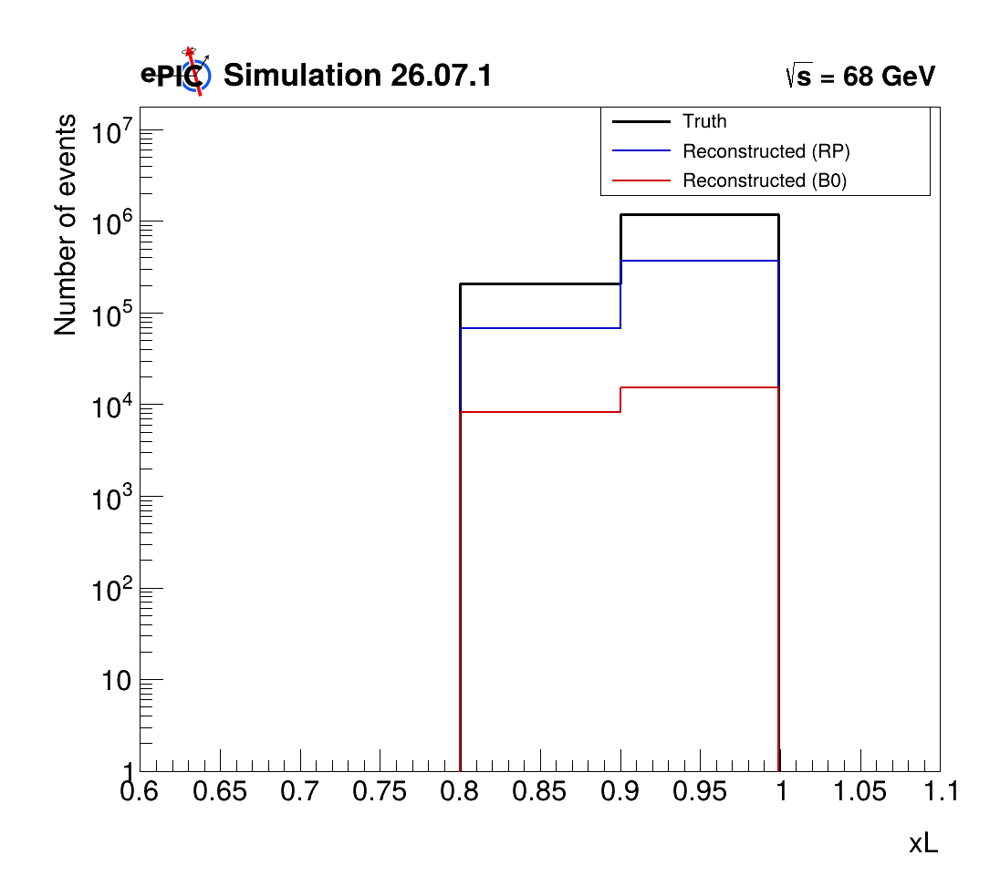 ePIC Simulation 26.07.1
√s = 68 GeV
Number of events
10⁷
10⁶
10⁵
10⁴
10³
10²
10
1
Truth
Reconstructed (RP)
Reconstructed (B0)
0.6 0.65 0.7 0.75 0.8 0.85 0.9 0.95 1 1.05 1.1
xL